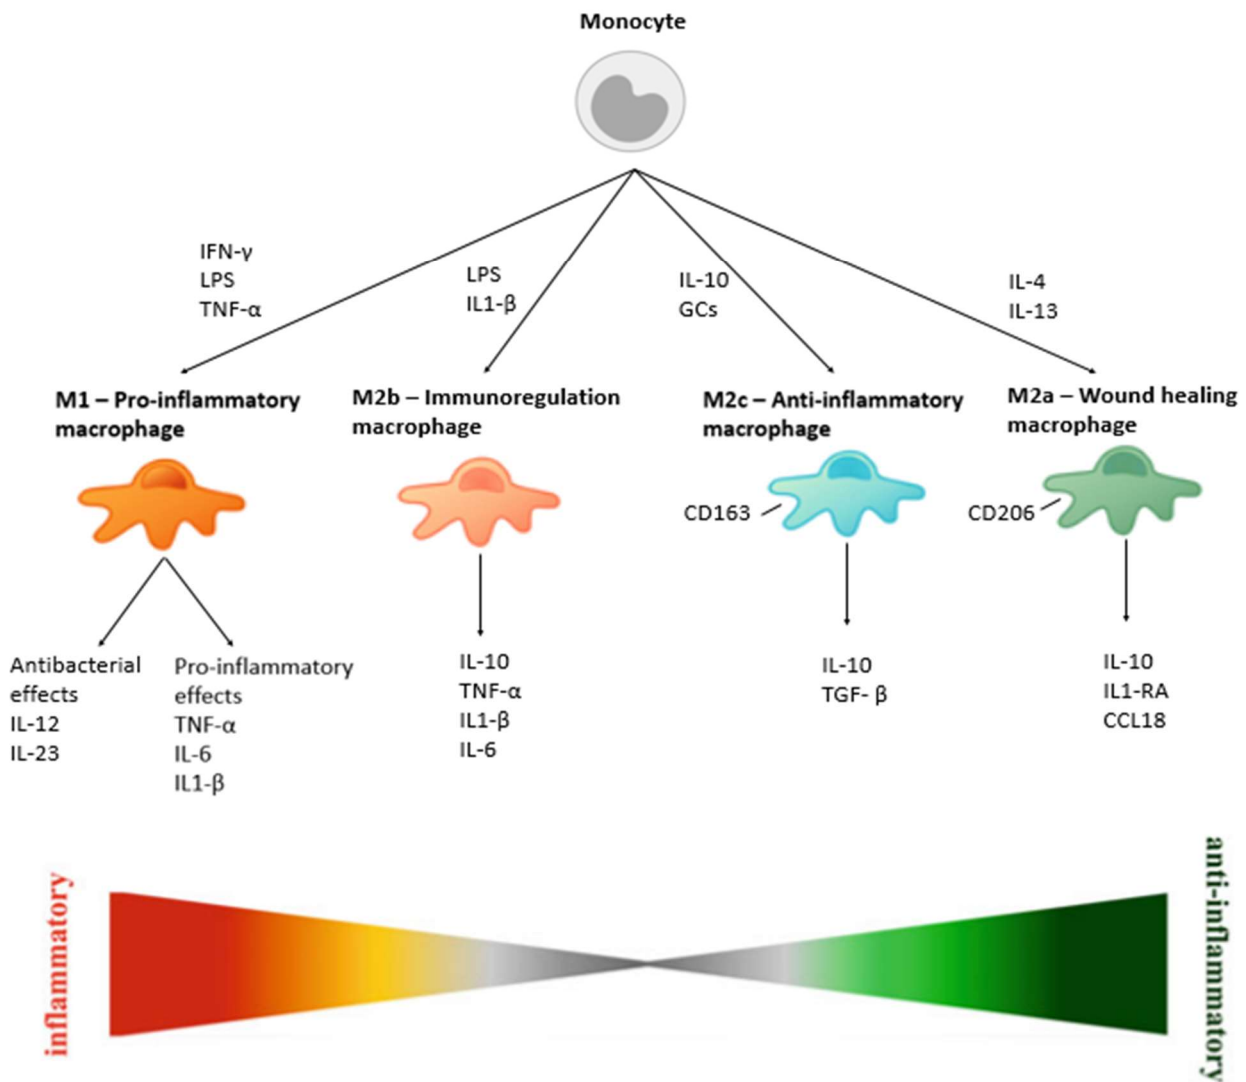 Monocyte
IFN-γ
LPS
TNF-α
LPS
IL1-β
IL-10
GCs
IL-4
IL-13
M1 – Pro-inflammatory
macrophage
M2b – Immunoregulation
macrophage
M2c – Anti-inflammatory
macrophage
M2a – Wound healing
macrophage
CD163
CD206
Antibacterial
effects
IL-12
IL-23
Pro-inflammatory
effects
TNF-α
IL-6
IL1-β
IL-10
TNF-α
IL1-β
IL-6
IL-10
TGF- β
IL-10
IL1-RA
CCL18
inflammatory
anti-inflammatory